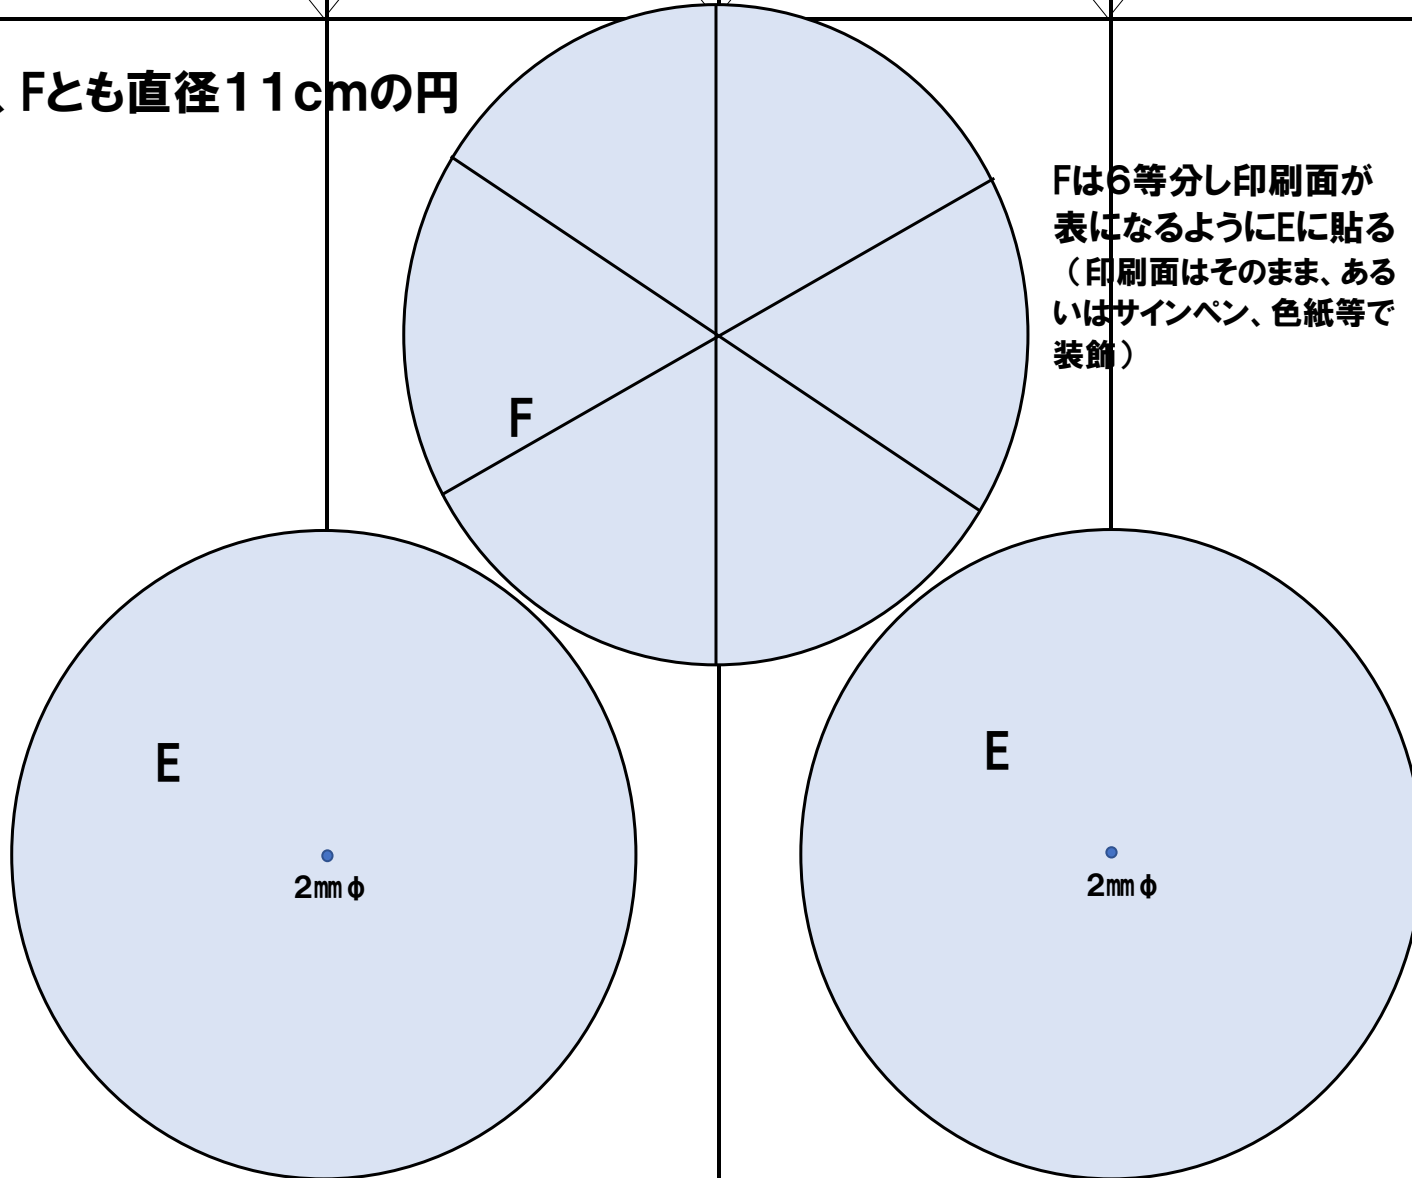 、Fとも直径11cmの円
Fは6等分し印刷面が
表になるようにEに貼る
（印刷面はそのまま、ある
いはサインペン、色紙等で
装飾）
F
E
E
2㎜φ
2㎜φ